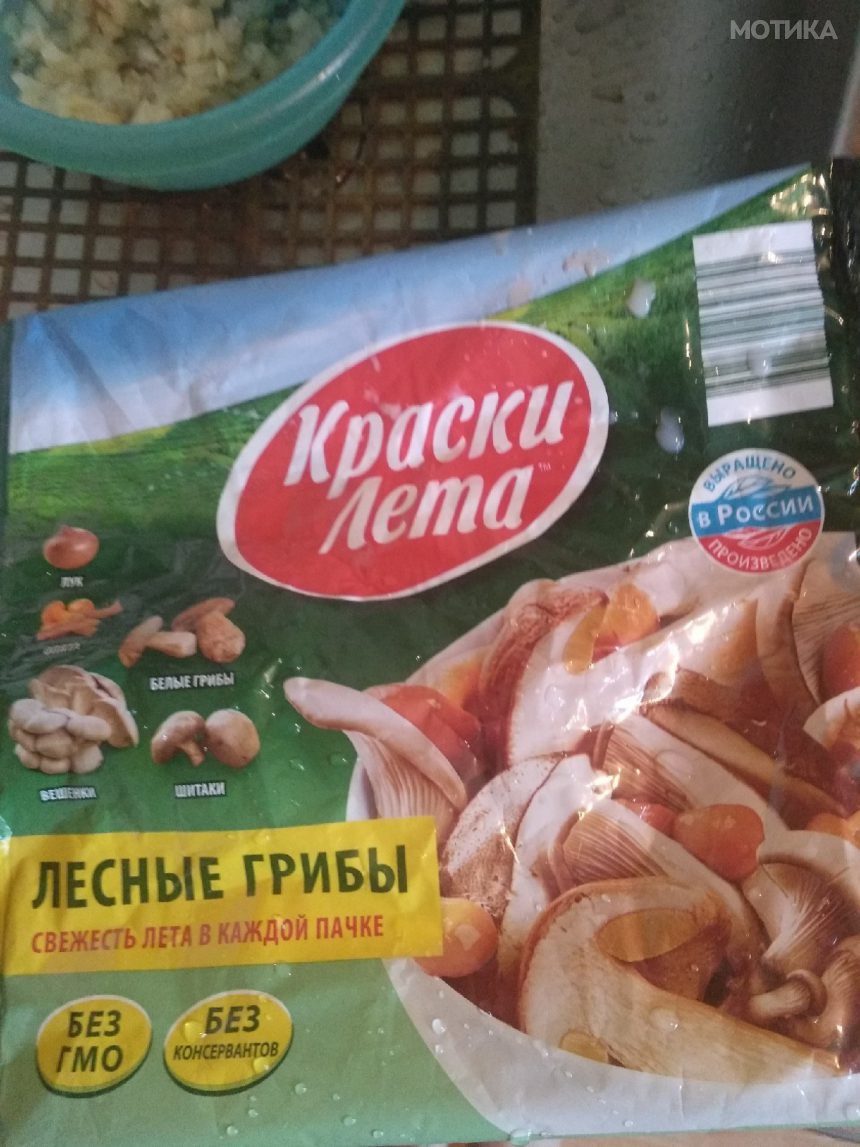 МОТИКА
Краски
Лета
TM
ВЫРАЩЕНО
В РОССИИ
ПРОИЗВЕДЕНО
ЛУК
БЕЛЫЕ ГРИБЫ
ВЕШЕНКИ
ШИТАКИ
ЛЕСНЫЕ ГРИБЫ
СВЕЖЕСТЬ ЛЕТА В КАЖДОЙ ПАЧКЕ
БЕЗ
ГМО
БЕЗ
КОНСЕРВАНТОВ